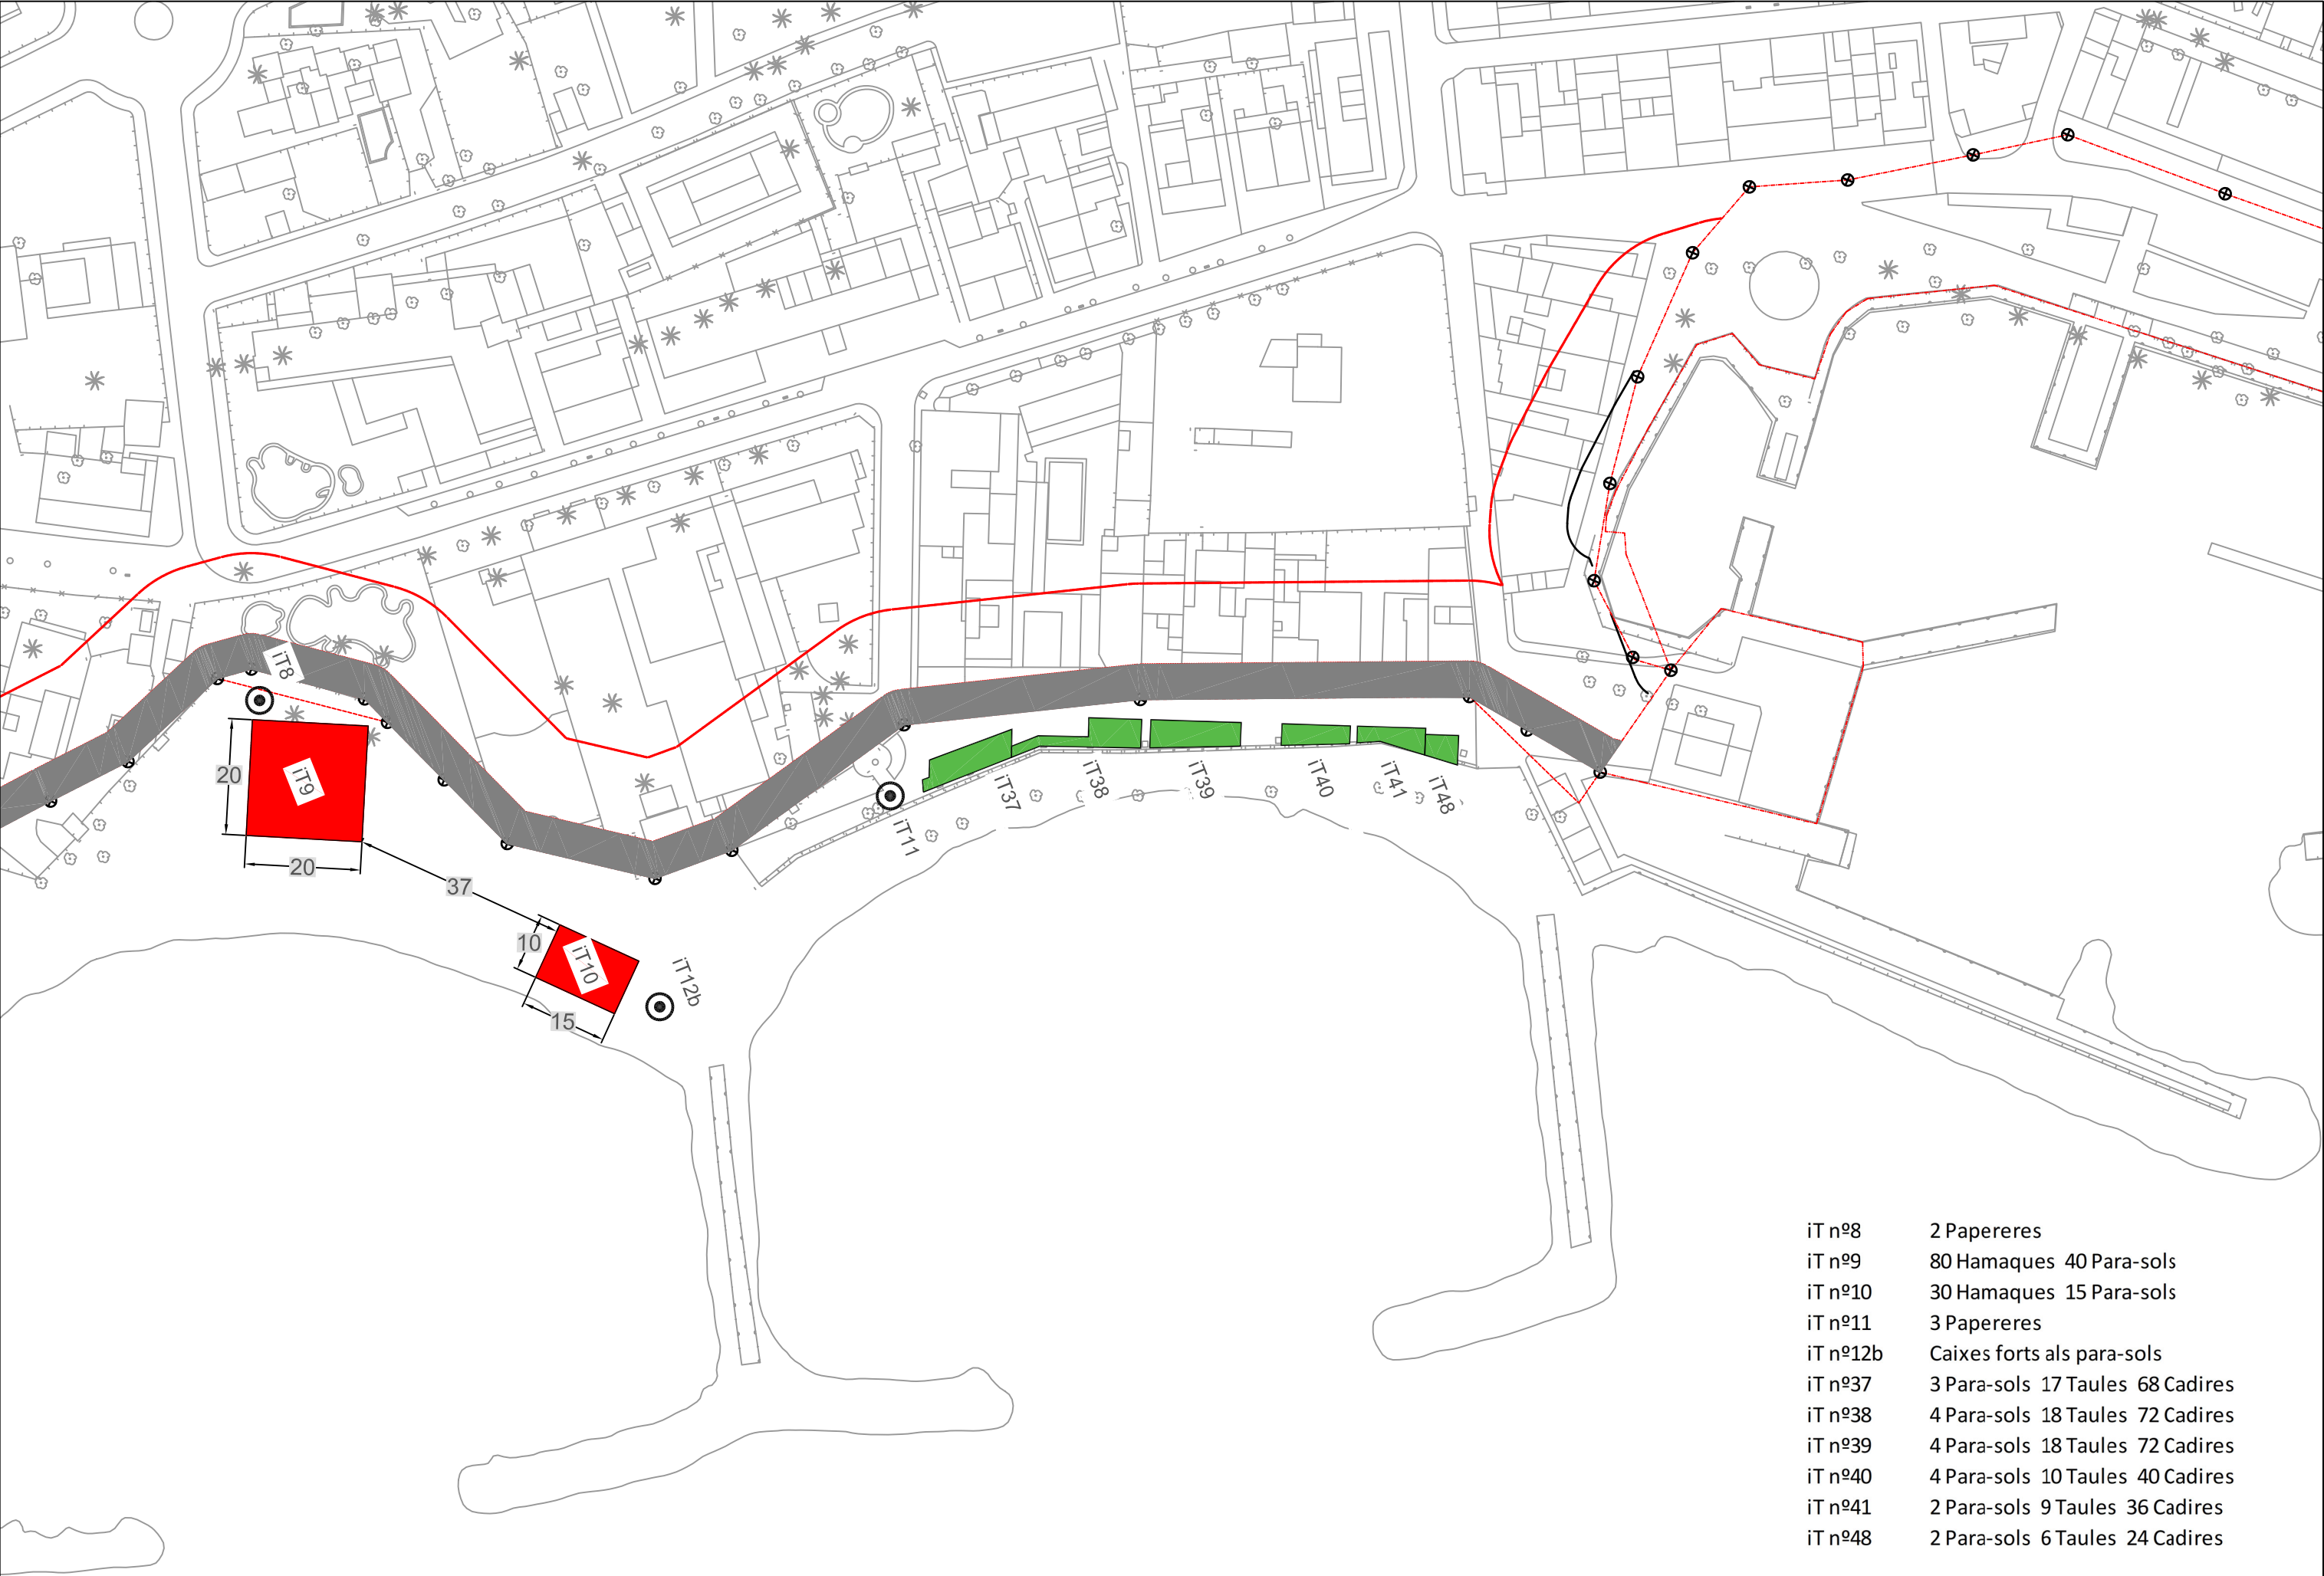 iT8
iT9
20
20
37
10
iT10
15
iT12b
iT11
iT37
iT38
iT39
iT40
iT41
iT48
iT nº8 2 Papereres
iT nº9 80 Hamaques 40 Para-sols
iT nº10 30 Hamaques 15 Para-sols
iT nº11 3 Papereres
iT nº12b Caixes forts als para-sols
iT nº37 3 Para-sols 17 Taules 68 Cadires
iT nº38 4 Para-sols 18 Taules 72 Cadires
iT nº39 4 Para-sols 18 Taules 72 Cadires
iT nº40 4 Para-sols 10 Taules 40 Cadires
iT nº41 2 Para-sols 9 Taules 36 Cadires
iT nº48 2 Para-sols 6 Taules 24 Cadires